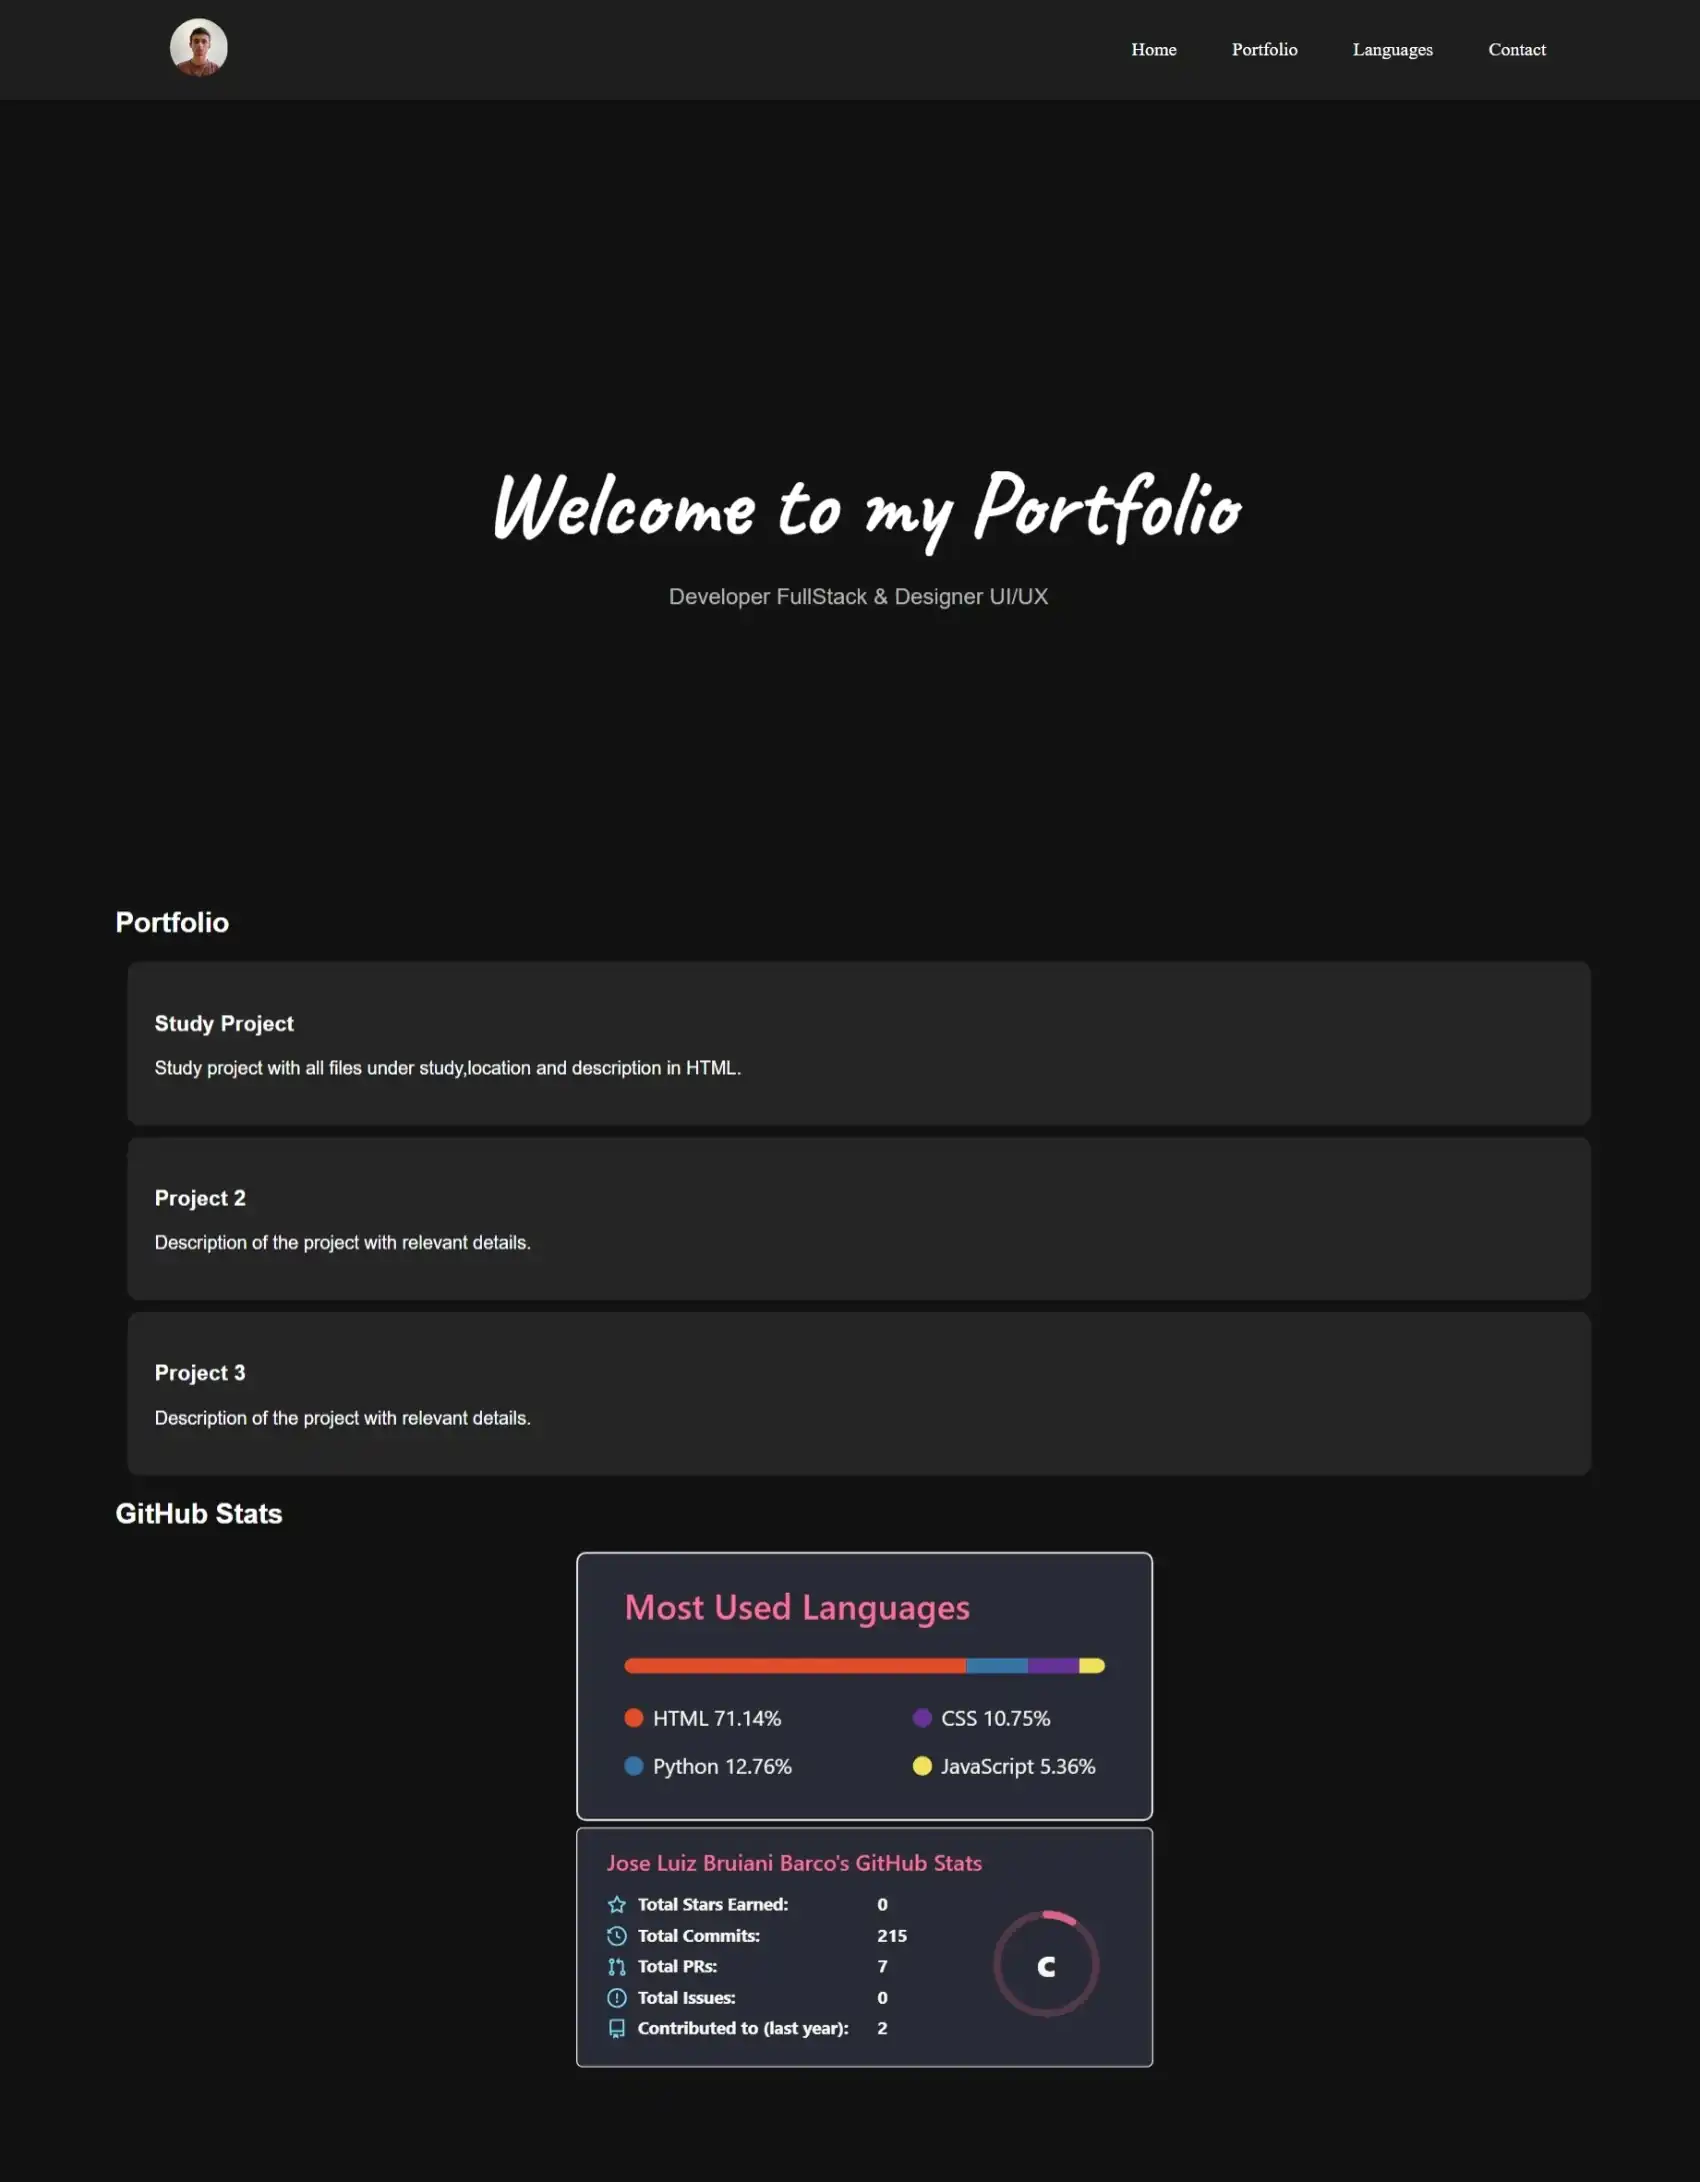 Home Portfolio Languages Contact
Welcome to my Portfolio
Developer FullStack & Designer UI/UX
Portfolio
Study Project
Study project with all files under study,location and description in HTML.
Project 2
Description of the project with relevant details.
Project 3
Description of the project with relevant details.
GitHub Stats
Most Used Languages
HTML 71.14% CSS 10.75%
Python 12.76% JavaScript 5.36%
Jose Luiz Bruiani Barco's GitHub Stats
Total Stars Earned: 0
Total Commits: 215
Total PRs: 7
Total Issues: 0
Contributed to (last year): 2
C